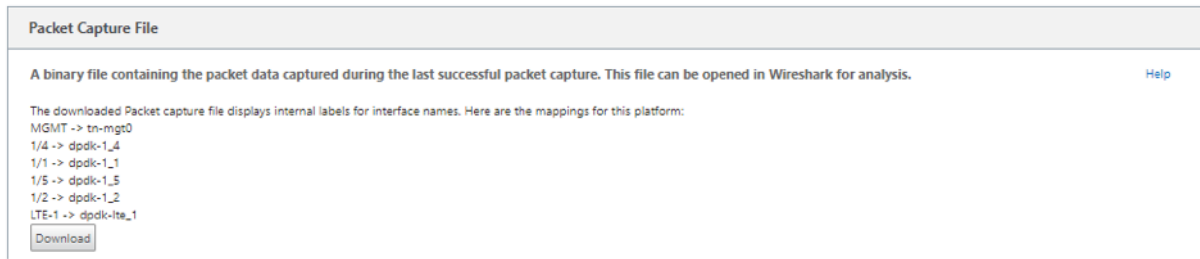 Packet Capture File
A binary file containing the packet data captured during the last successful packet capture. This file can be opened in Wireshark for analysis.
Help
The downloaded Packet capture file displays internal labels for interface names. Here are the mappings for this platform:
MGMT -> tn-mgt0
1/4 -> dpdk-1_4
1/1 -> dpdk-1_1
1/5 -> dpdk-1_5
1/2 -> dpdk-1_2
LTE-1 -> dpdk-lte_1
Download